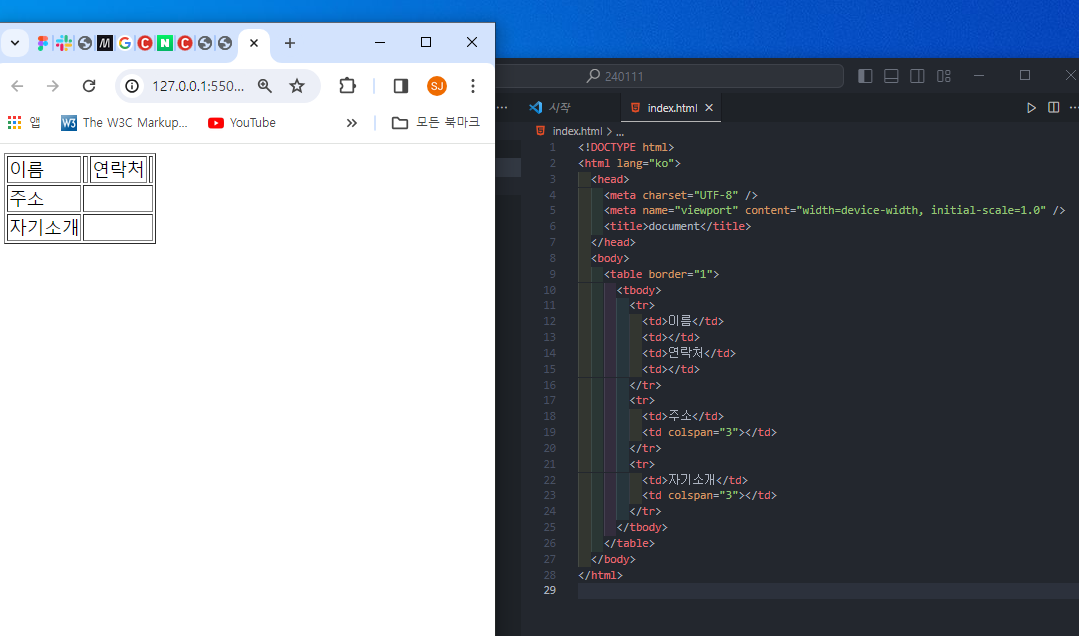 127.0.0.1:550...
SJ
앱
The W3C Markup...
YouTube
모든 북마크
이름
연락처
주소
자기소개
240111
시작
index.html
index.html > ...
1 <!DOCTYPE html>
2 <html lang="ko">
3 <head>
4 <meta charset="UTF-8" />
5 <meta name="viewport" content="width=device-width, initial-scale=1.0" />
6 <title>document</title>
7 </head>
8 <body>
9 <table border="1">
10 <tbody>
11 <tr>
12 <td>이름</td>
13 <td></td>
14 <td>연락처</td>
15 <td></td>
16 </tr>
17 <tr>
18 <td>주소</td>
19 <td colspan="3"></td>
20 </tr>
21 <tr>
22 <td>자기소개</td>
23 <td colspan="3"></td>
24 </tr>
25 </tbody>
26 </table>
27 </body>
28 </html>
29